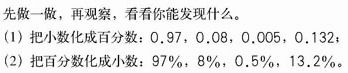 先做一做，再观察，看看你能发现什么。
(1) 把小数化成百分数：0.97，0.08，0.005，0.132；
(2) 把百分数化成小数：97%，8%，0.5%，13.2%。